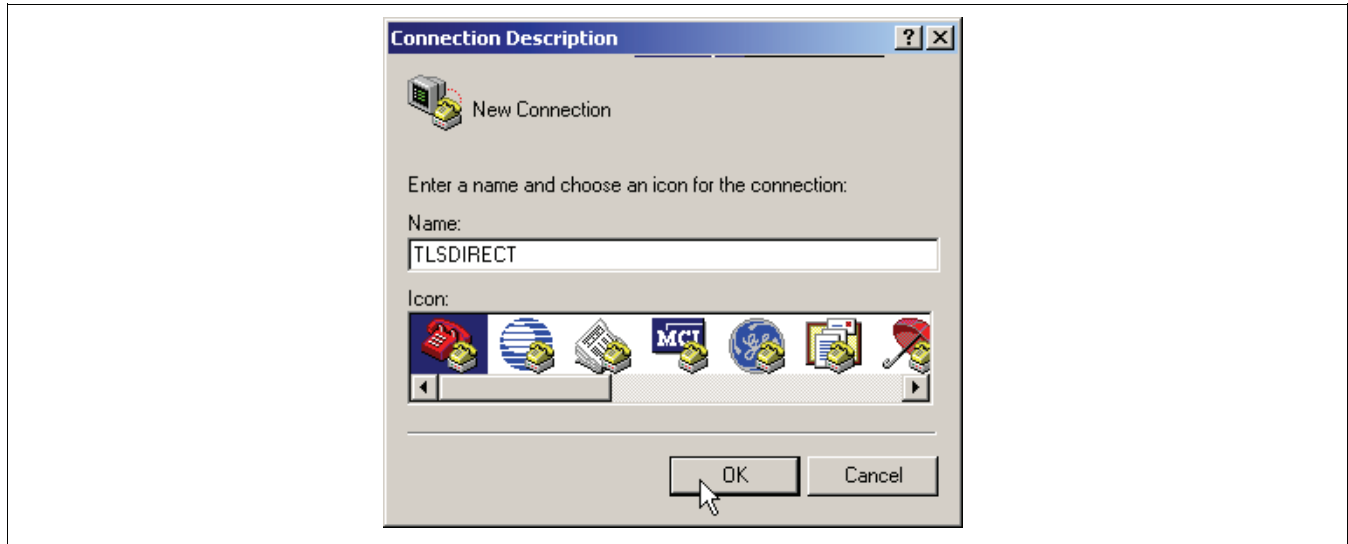 Connection Description
New Connection
Enter a name and choose an icon for the connection:
Name:
TLSDIRECT
Icon:
MCI
OK Cancel